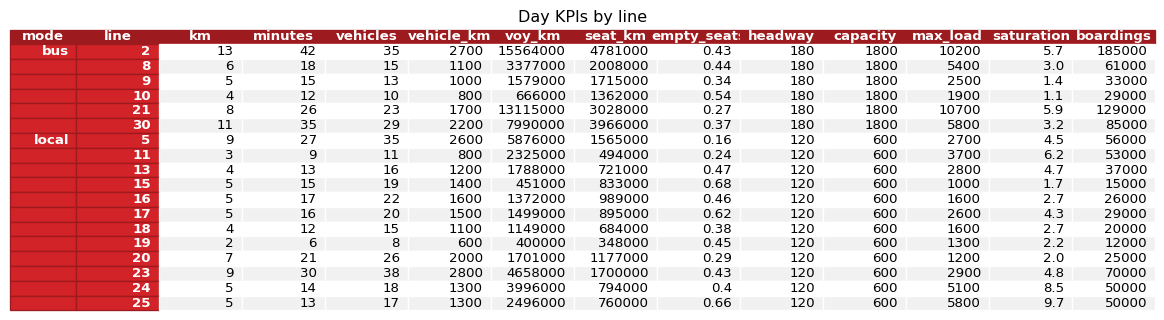 Day KPIs by line
mode line km minutes vehicles vehicle_km voy_km seat_km empty_seats headway capacity max_load saturation boardings
bus 2 13 42 35 2700 15564000 4781000 0.43 180 1800 10200 5.7 185000
8 6 18 15 1100 3377000 2008000 0.44 180 1800 5400 3.0 61000
9 5 15 13 1000 1579000 1715000 0.34 180 1800 2500 1.4 33000
10 4 12 10 800 666000 1362000 0.54 180 1800 1900 1.1 29000
21 8 26 23 1700 13115000 3028000 0.27 180 1800 10700 5.9 129000
30 11 35 29 2200 7990000 3966000 0.37 180 1800 5800 3.2 85000
local 5 9 27 35 2600 5876000 1565000 0.16 120 600 2700 4.5 56000
11 3 9 11 800 2325000 494000 0.24 120 600 3700 6.2 53000
13 4 13 16 1200 1788000 721000 0.47 120 600 2800 4.7 37000
15 5 15 19 1400 451000 833000 0.68 120 600 1000 1.7 15000
16 5 17 22 1600 1372000 989000 0.46 120 600 1600 2.7 26000
17 5 16 20 1500 1499000 895000 0.62 120 600 2600 4.3 29000
18 4 12 15 1100 1149000 684000 0.38 120 600 1600 2.7 20000
19 2 6 8 600 400000 348000 0.45 120 600 1300 2.2 12000
20 7 21 26 2000 1701000 1177000 0.29 120 600 1200 2.0 25000
23 9 30 38 2800 4658000 1700000 0.43 120 600 2900 4.8 70000
24 5 14 18 1300 3996000 794000 0.4 120 600 5100 8.5 50000
25 5 13 17 1300 2496000 760000 0.66 120 600 5800 9.7 50000